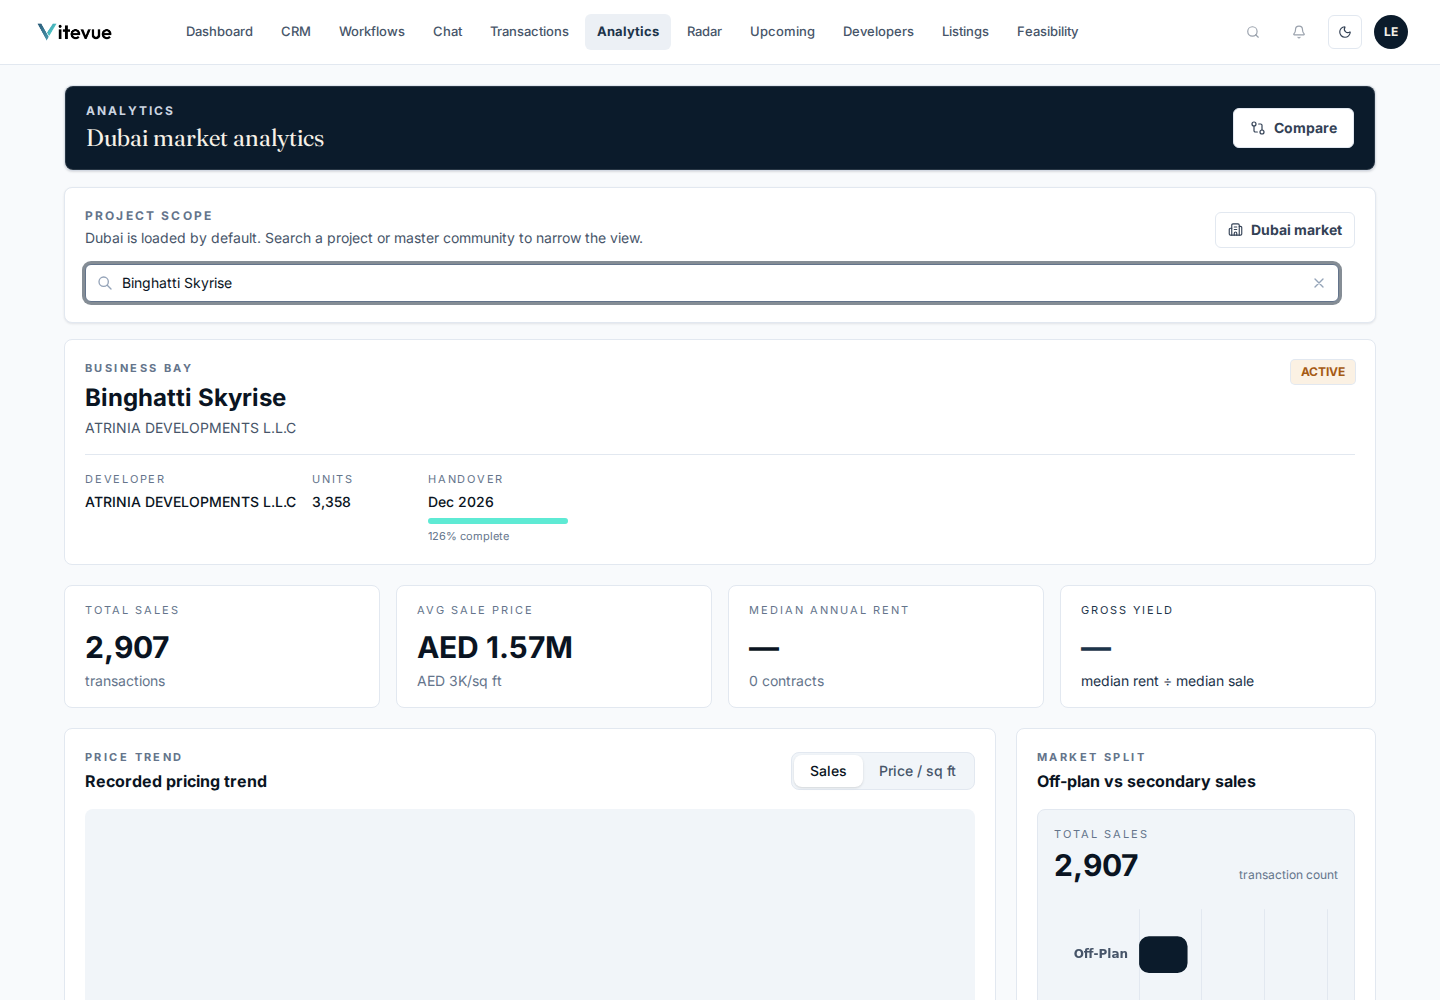 Vitevue
Dashboard CRM Workflows Chat Transactions Analytics Radar Upcoming Developers Listings Feasibility LE
ANALYTICS
Dubai market analytics
Compare
PROJECT SCOPE
Dubai is loaded by default. Search a project or master community to narrow the view.
Dubai market
Binghatti Skyrise
BUSINESS BAY
ACTIVE
Binghatti Skyrise
ATRINIA DEVELOPMENTS L.L.C
DEVELOPER UNITS HANDOVER
ATRINIA DEVELOPMENTS L.L.C 3,358 Dec 2026
126% complete
TOTAL SALES
2,907
transactions
AVG SALE PRICE
AED 1.57M
AED 3K/sq ft
MEDIAN ANNUAL RENT
—
0 contracts
GROSS YIELD
—
median rent ÷ median sale
PRICE TREND
Recorded pricing trend
Sales Price / sq ft
MARKET SPLIT
Off-plan vs secondary sales
TOTAL SALES
2,907
transaction count
Off-Plan